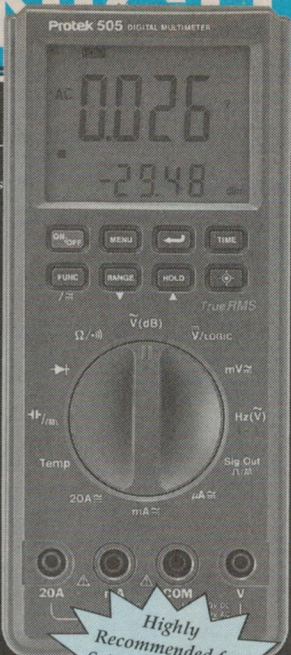 Protek 505 DIGITAL MULTIMETER
AC 0.026
-29.48
ON/OFF MENU TIME
FUNC RANGE HOLD
True RMS
Ṽ(dB)
Ω/ V/LOGIC
mV
Hz(Ṽ)
Temp Sig Out
20A mA μA
20A COM V
Highly
Recommended